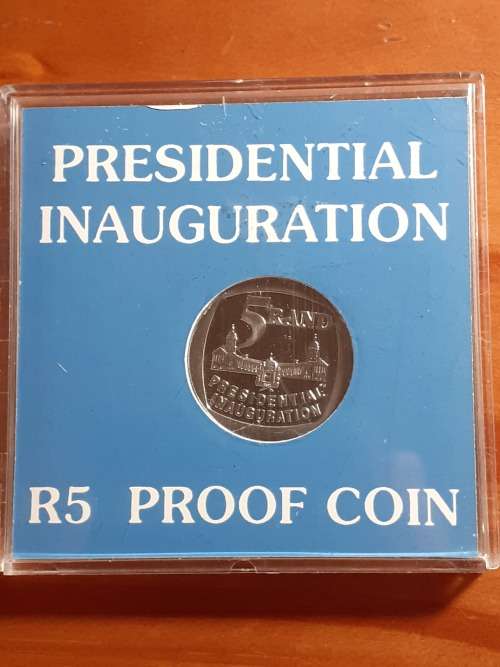 PRESIDENTIAL
INAUGURATION
5 RAND
PRESIDENTIAL
INAUGURATION
R5 PROOF COIN